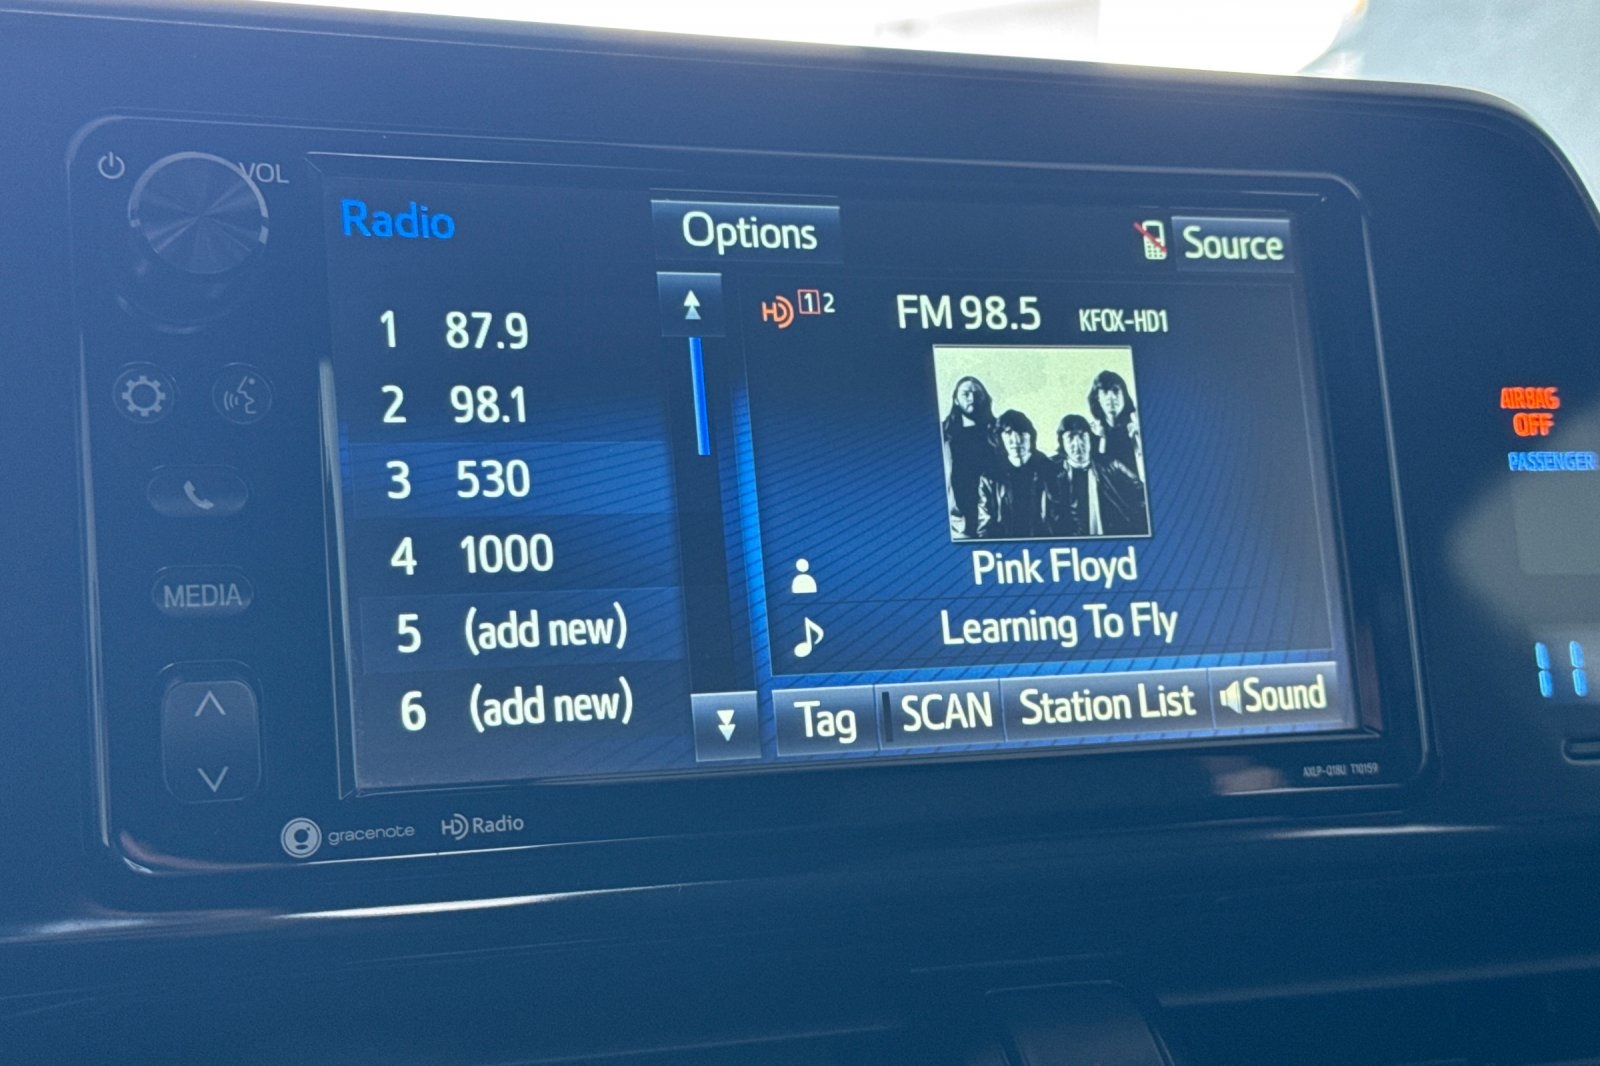 VOL
Radio
Options
Source
1 87.9
2 98.1
3 530
4 1000
5 (add new)
6 (add new)
HD 1 2
FM 98.5 KFOX-HD1
Pink Floyd
Learning To Fly
Tag
SCAN
Station List
Sound
MEDIA
gracenote
HD Radio
AIRBAG
OFF
PASSENGER